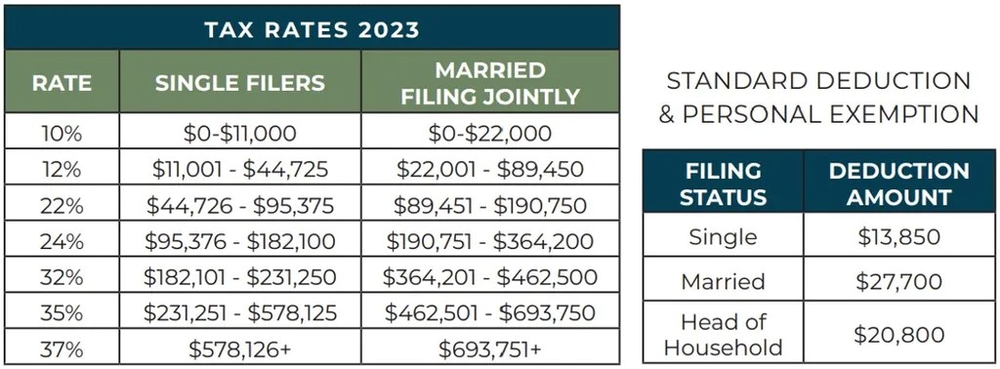 TAX RATES 2023
RATE SINGLE FILERS MARRIED
FILING JOINTLY
10% $0-$11,000 $0-$22,000
12% $11,001 - $44,725 $22,001 - $89,450
22% $44,726 - $95,375 $89,451 - $190,750
24% $95,376 - $182,100 $190,751 - $364,200
32% $182,101 - $231,250 $364,201 - $462,500
35% $231,251 - $578,125 $462,501 - $693,750
37% $578,126+ $693,751+
STANDARD DEDUCTION
& PERSONAL EXEMPTION
FILING DEDUCTION
STATUS AMOUNT
Single $13,850
Married $27,700
Head of
Household $20,800